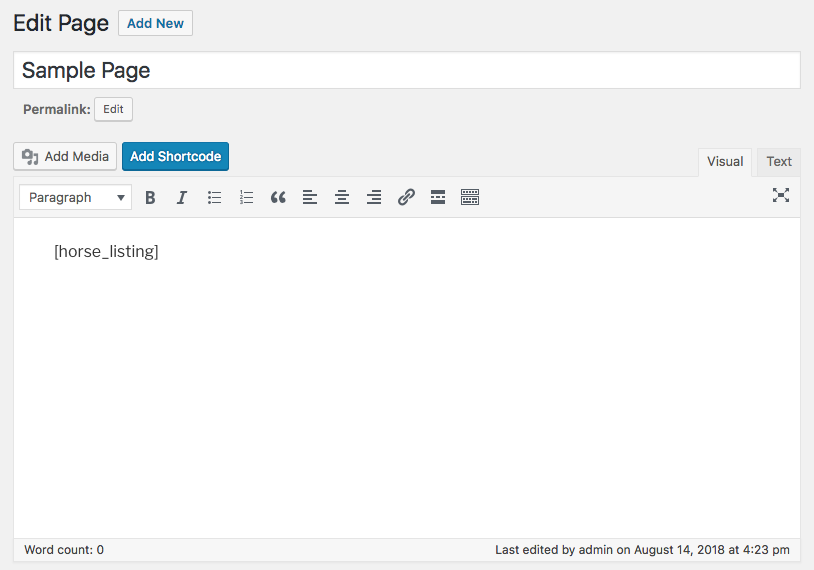 Edit Page Add New
Sample Page
Permalink: Edit
Add Media Add Shortcode
Visual Text
Paragraph B I
[horse_listing]
Word count: 0 Last edited by admin on August 14, 2018 at 4:23 pm